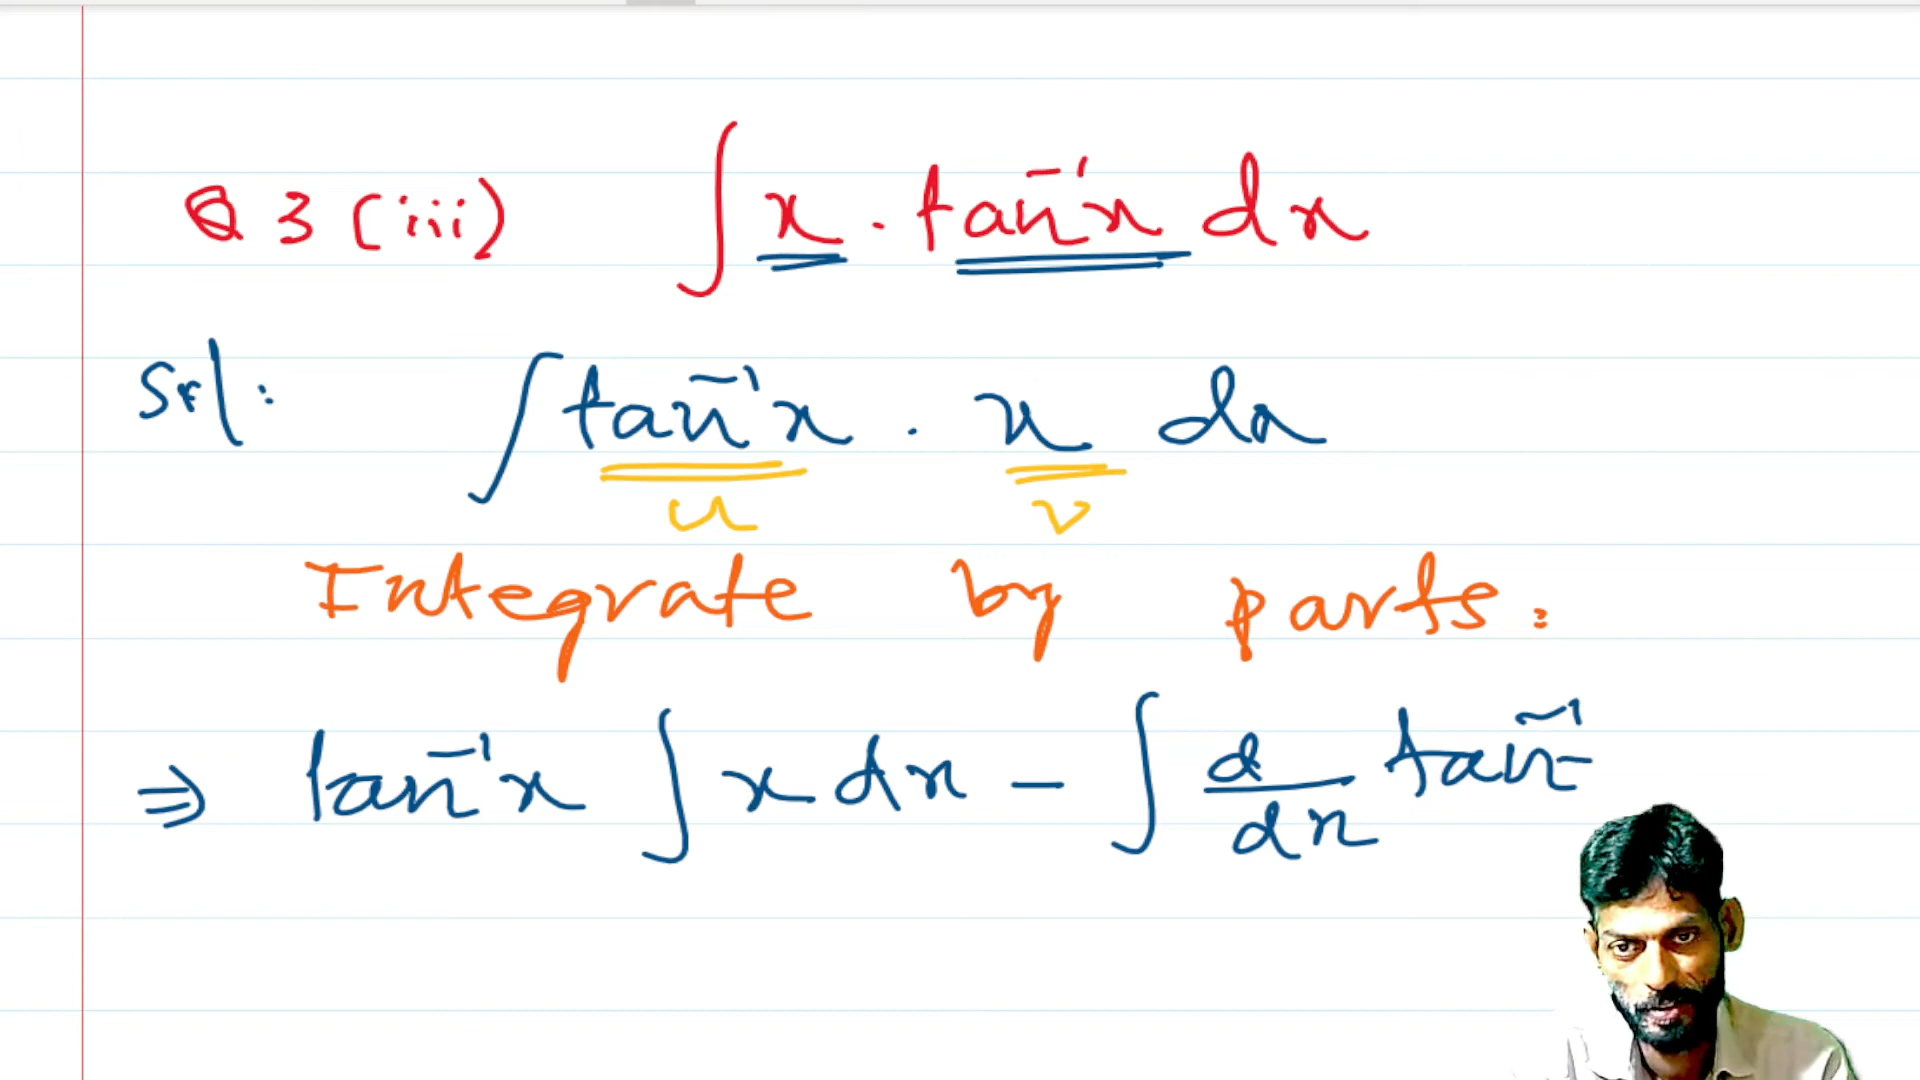 Q 3 (iii) ∫ x . tan⁻¹x dx
Sol: ∫ tan⁻¹x . x dx
u v
Integrate by parts.
⇒ tan⁻¹x ∫ x dx - ∫ d/dx tan⁻¹